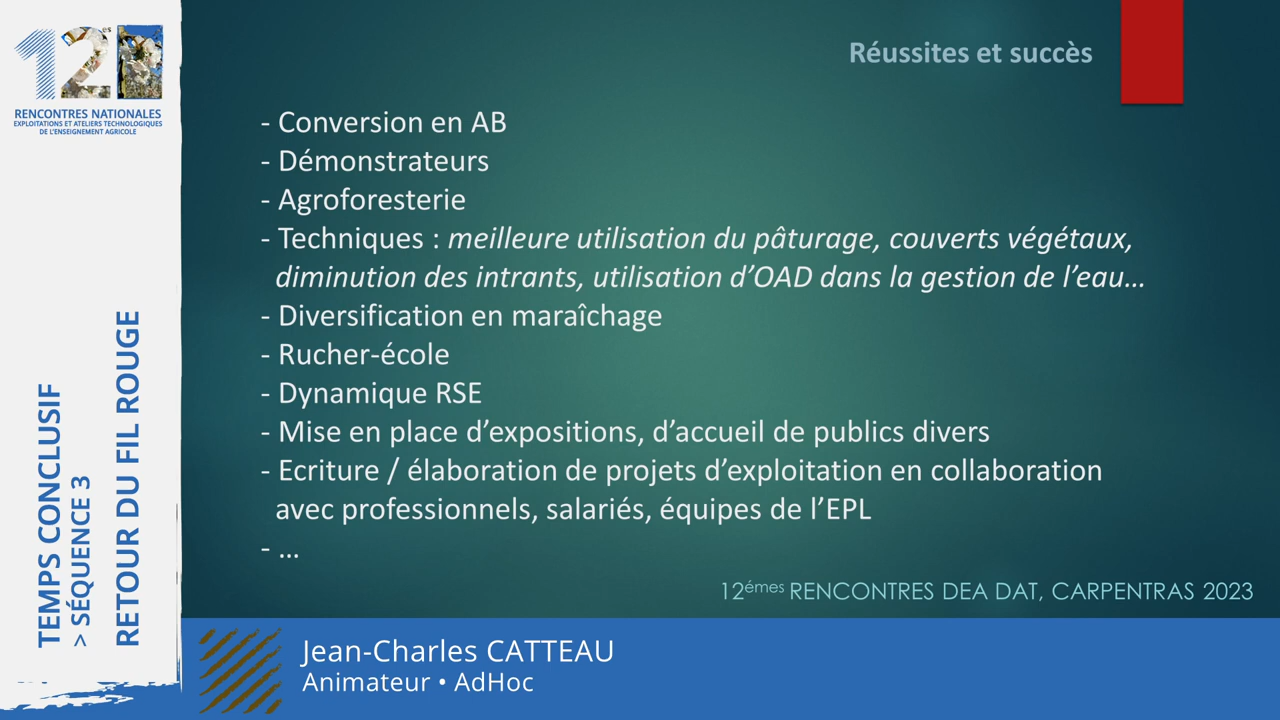 12es
RENCONTRES NATIONALES
EXPLOITATIONS ET ATELIERS TECHNOLOGIQUES
DE L'ENSEIGNEMENT AGRICOLE
TEMPS CONCLUSIF
> SÉQUENCE 3
RETOUR DU FIL ROUGE
Réussites et succès
- Conversion en AB
- Démonstrateurs
- Agroforesterie
- Techniques : meilleure utilisation du pâturage, couverts végétaux,
diminution des intrants, utilisation d’OAD dans la gestion de l’eau…
- Diversification en maraîchage
- Rucher-école
- Dynamique RSE
- Mise en place d’expositions, d’accueil de publics divers
- Ecriture / élaboration de projets d’exploitation en collaboration
avec professionnels, salariés, équipes de l’EPL
- …
12émes RENCONTRES DEA DAT, CARPENTRAS 2023
Jean-Charles CATTEAU
Animateur • AdHoc